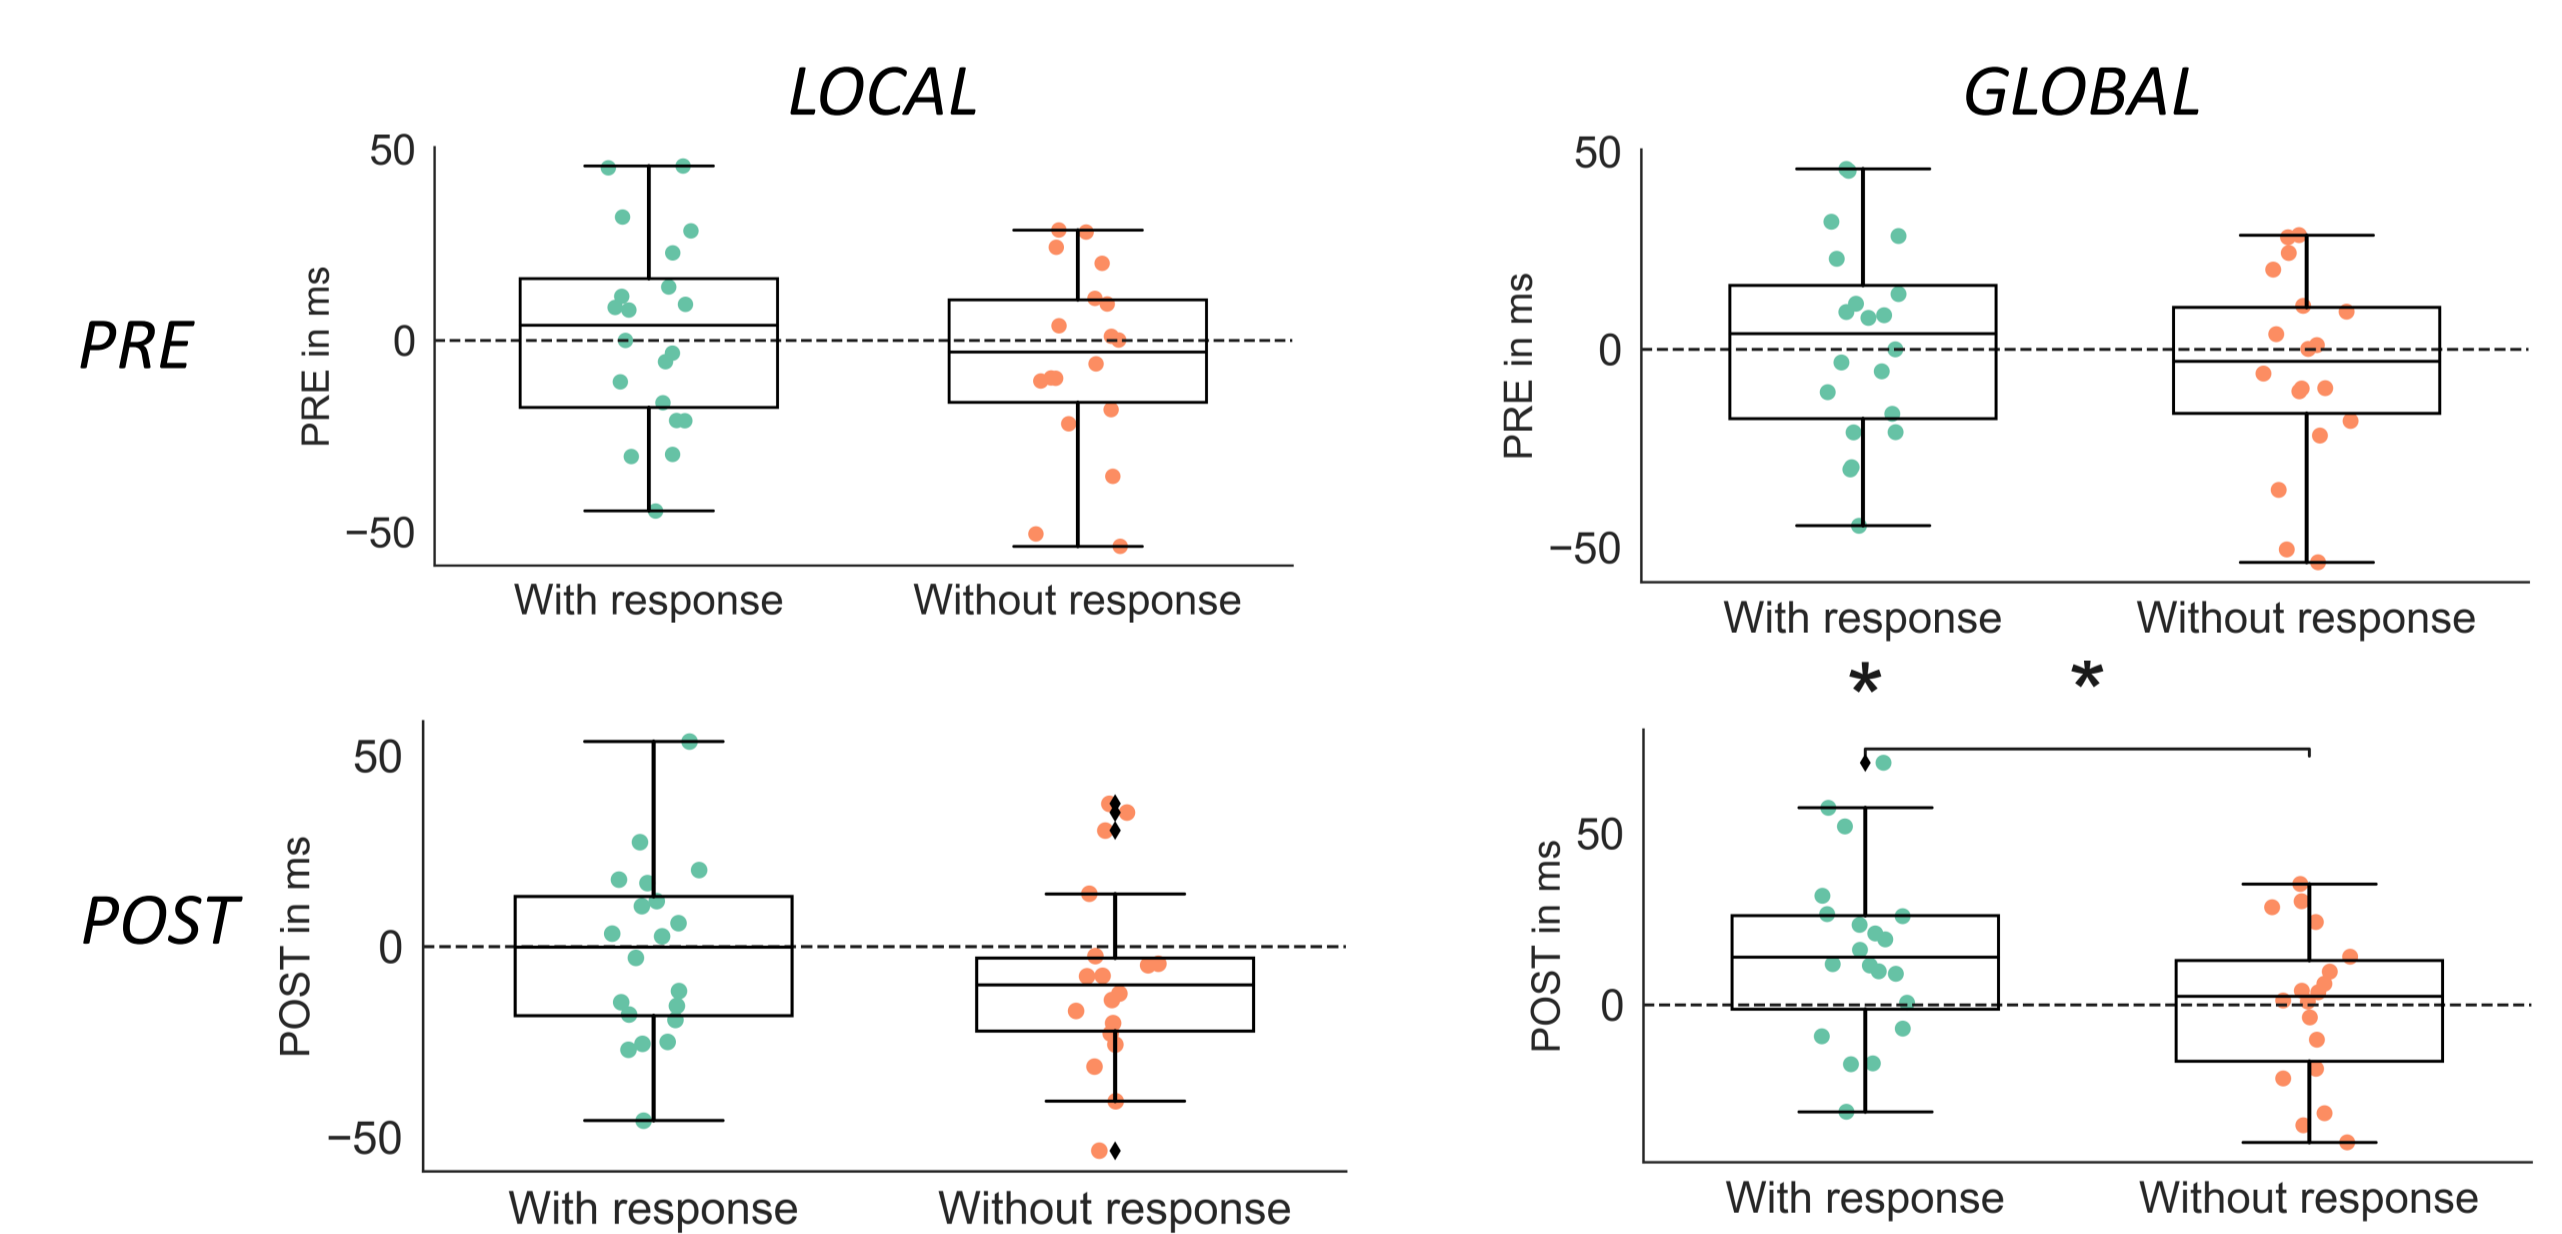 LOCAL
GLOBAL
PRE
PRE in ms
50
0
−50
With response
Without response
PRE in ms
50
0
−50
With response
Without response
POST
POST in ms
50
0
−50
With response
Without response
* *
POST in ms
50
0
With response
Without response